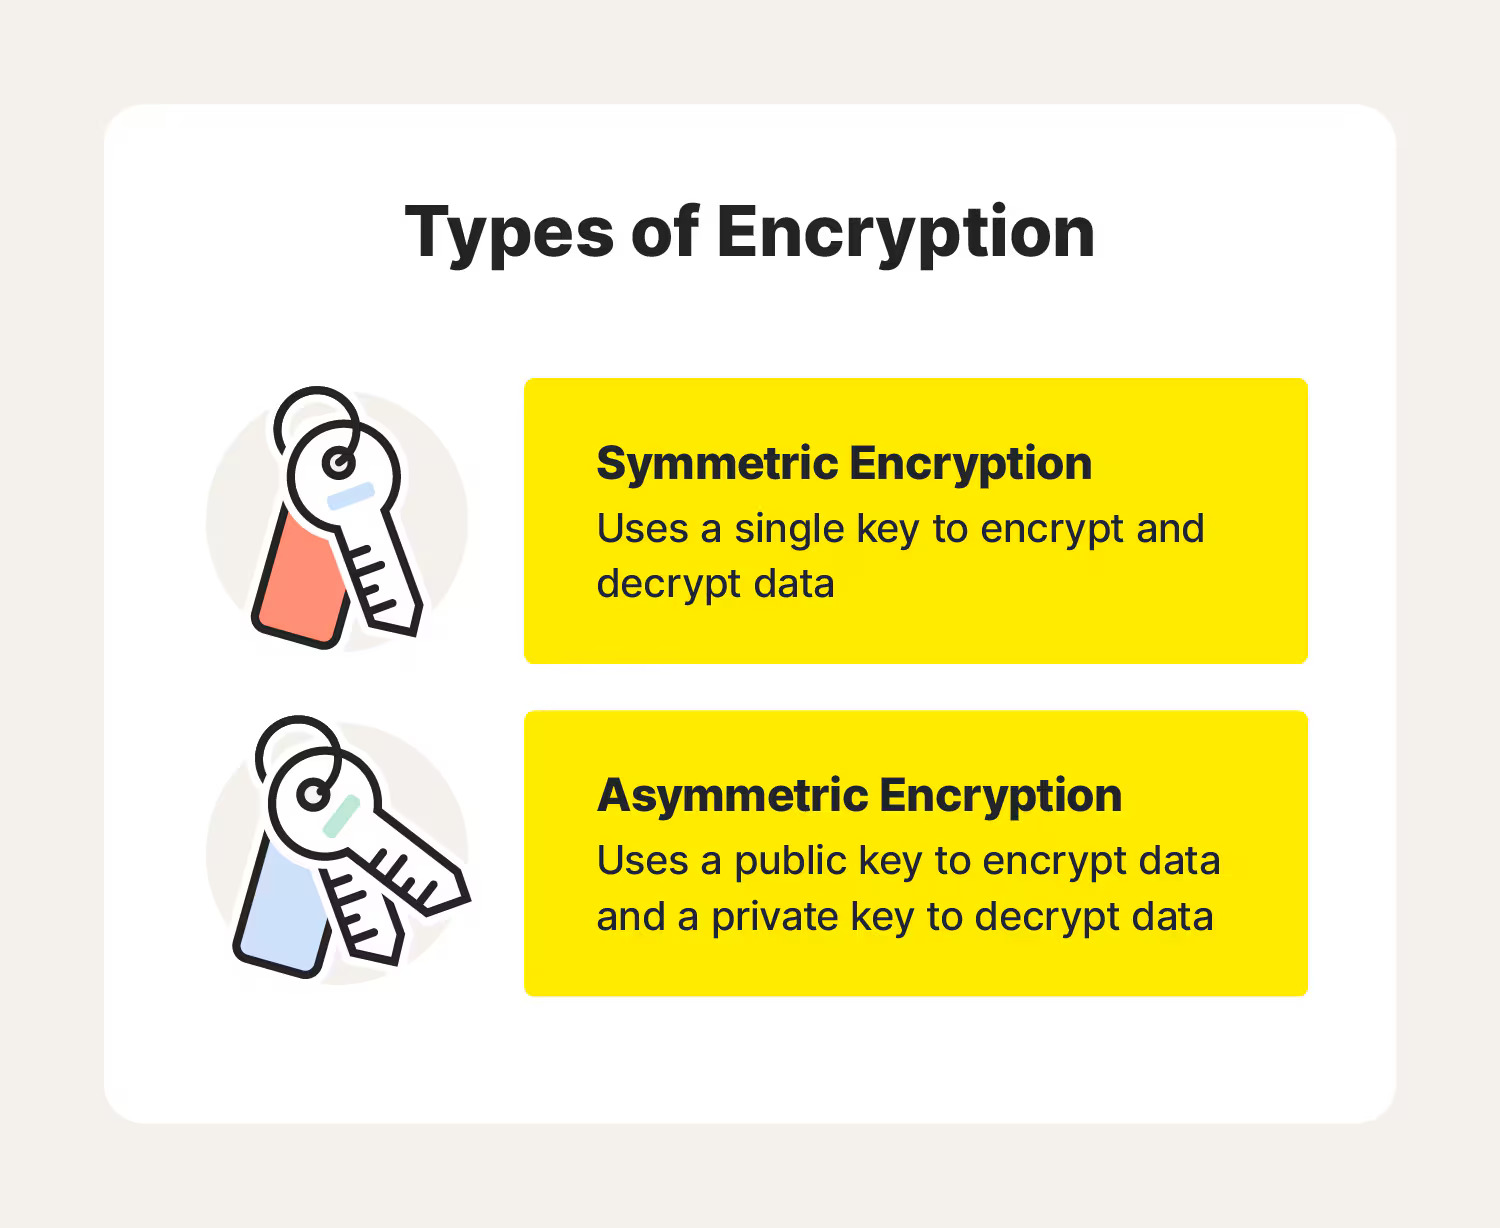 Types of Encryption
Symmetric Encryption
Uses a single key to encrypt and
decrypt data
Asymmetric Encryption
Uses a public key to encrypt data
and a private key to decrypt data